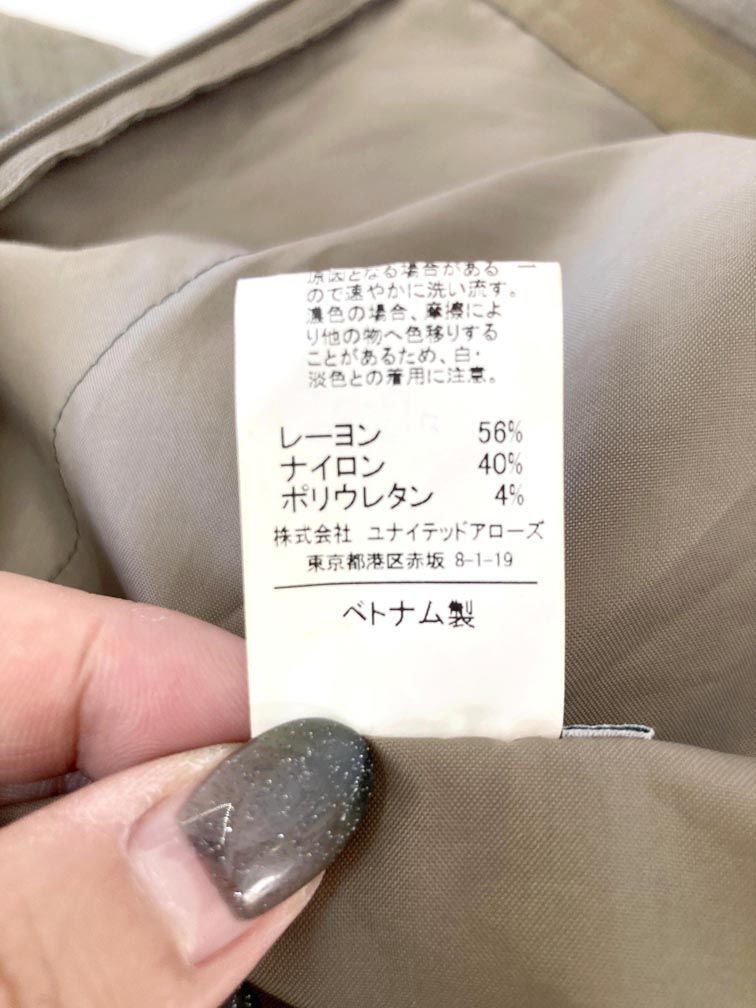 原因となる場合がある
ので速やかに洗い流す。
濃色の場合、摩擦によ
り他の物へ色移りする
ことがあるため、白・
淡色との着用に注意。
レーヨン 56%
ナイロン 40%
ポリウレタン 4%
株式会社 ユナイテッドアローズ
東京都港区赤坂 8-1-19
ベトナム製